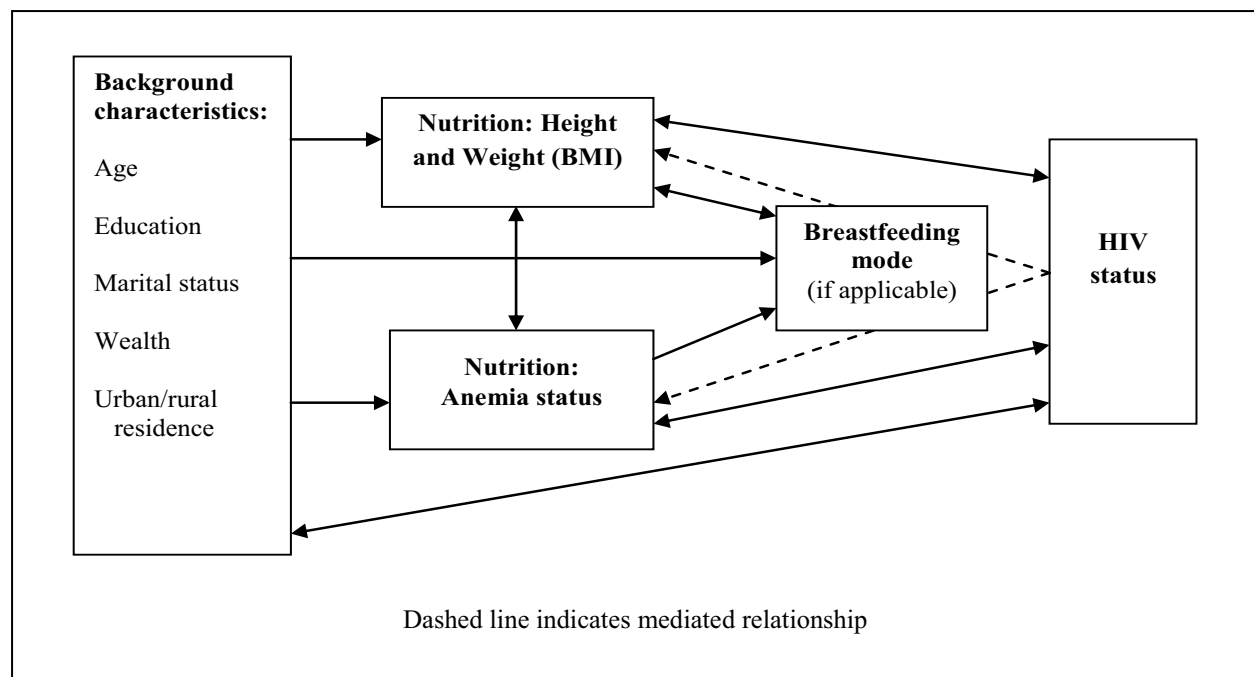 Background
characteristics:
Age
Education
Marital status
Wealth
Urban/rural
residence
Nutrition: Height
and Weight (BMI)
Nutrition:
Anemia status
Breastfeeding
mode
(if applicable)
HIV
status
Dashed line indicates mediated relationship